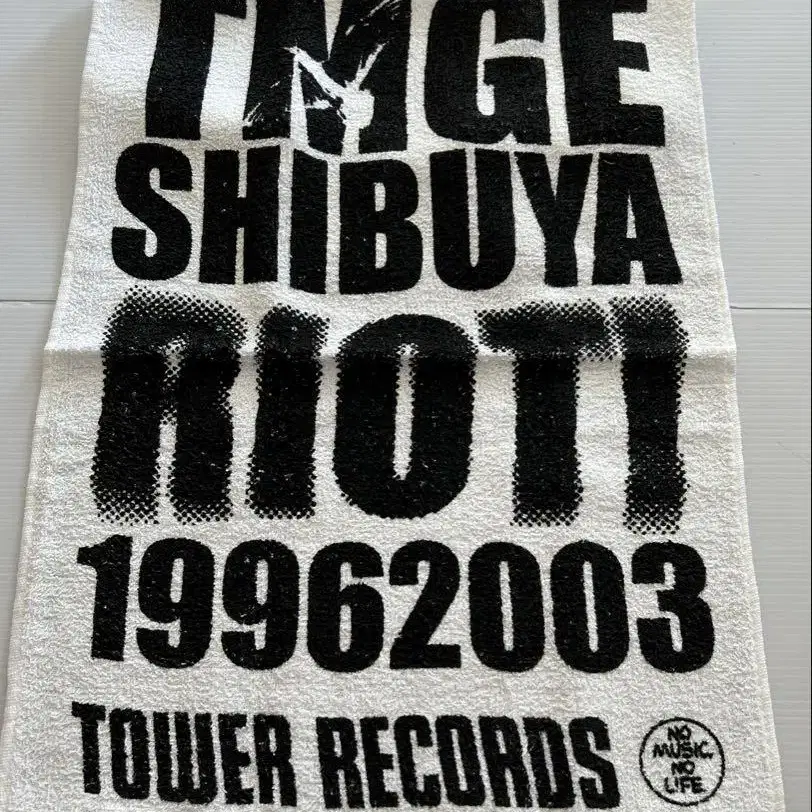 TMGE
SHIBUYA
RIOT!
19962003
TOWER RECORDS
NO
MUSIC,
NO
LIFE